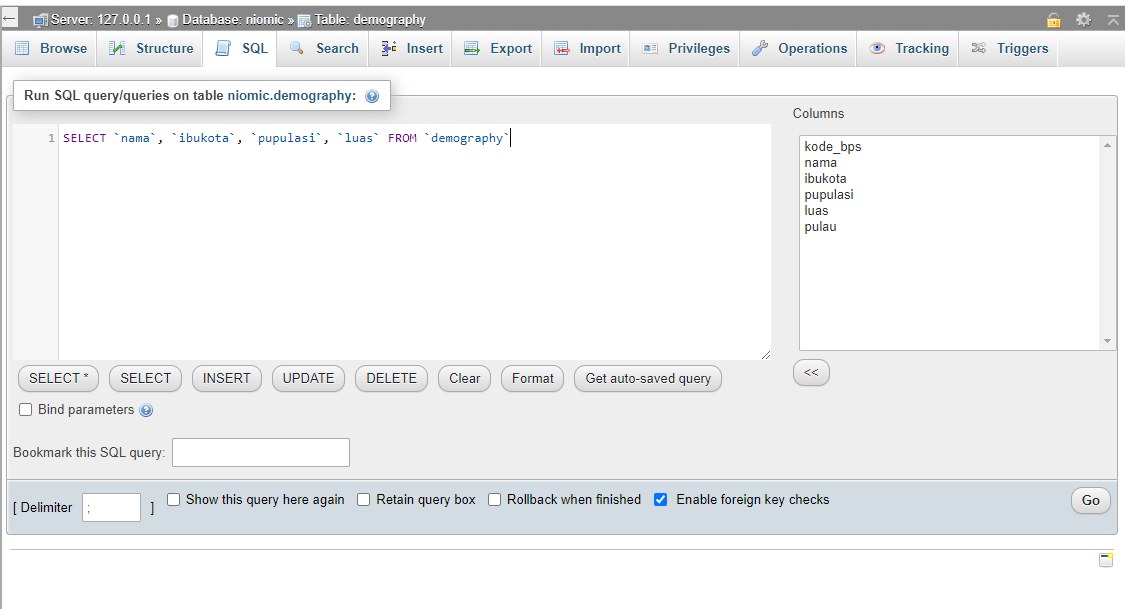 Server: 127.0.0.1 » Database: niomic » Table: demography
Browse Structure SQL Search Insert Export Import Privileges Operations Tracking Triggers
Run SQL query/queries on table niomic.demography:
Columns
1 SELECT `nama`, `ibukota`, `pupulasi`, `luas` FROM `demography`
kode_bps
nama
ibukota
pupulasi
luas
pulau
SELECT * SELECT INSERT UPDATE DELETE Clear Format Get auto-saved query <<
Bind parameters
Bookmark this SQL query:
[ Delimiter ; ] Show this query here again Retain query box Rollback when finished Enable foreign key checks Go